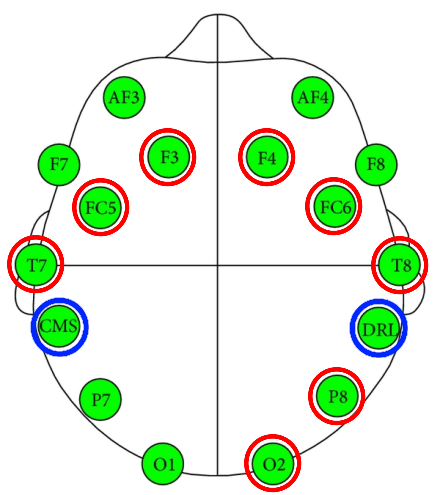 AF3 AF4
F3 F4
F7 F8
FC5 FC6
T7 T8
CMS DRL
P7 P8
O1 O2